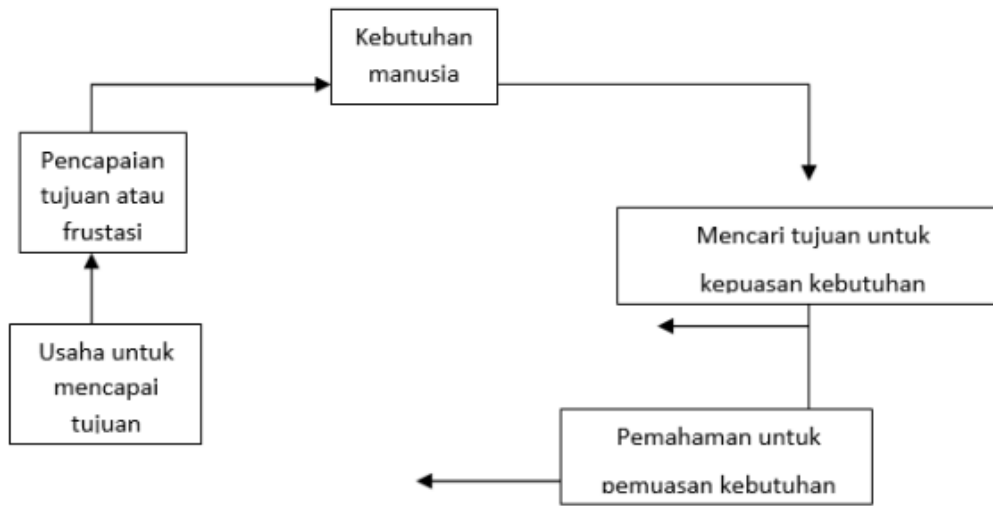 Kebutuhan
manusia
Pencapaian
tujuan atau
frustasi
Mencari tujuan untuk
kepuasan kebutuhan
Usaha untuk
mencapai
tujuan
Pemahaman untuk
pemuasan kebutuhan